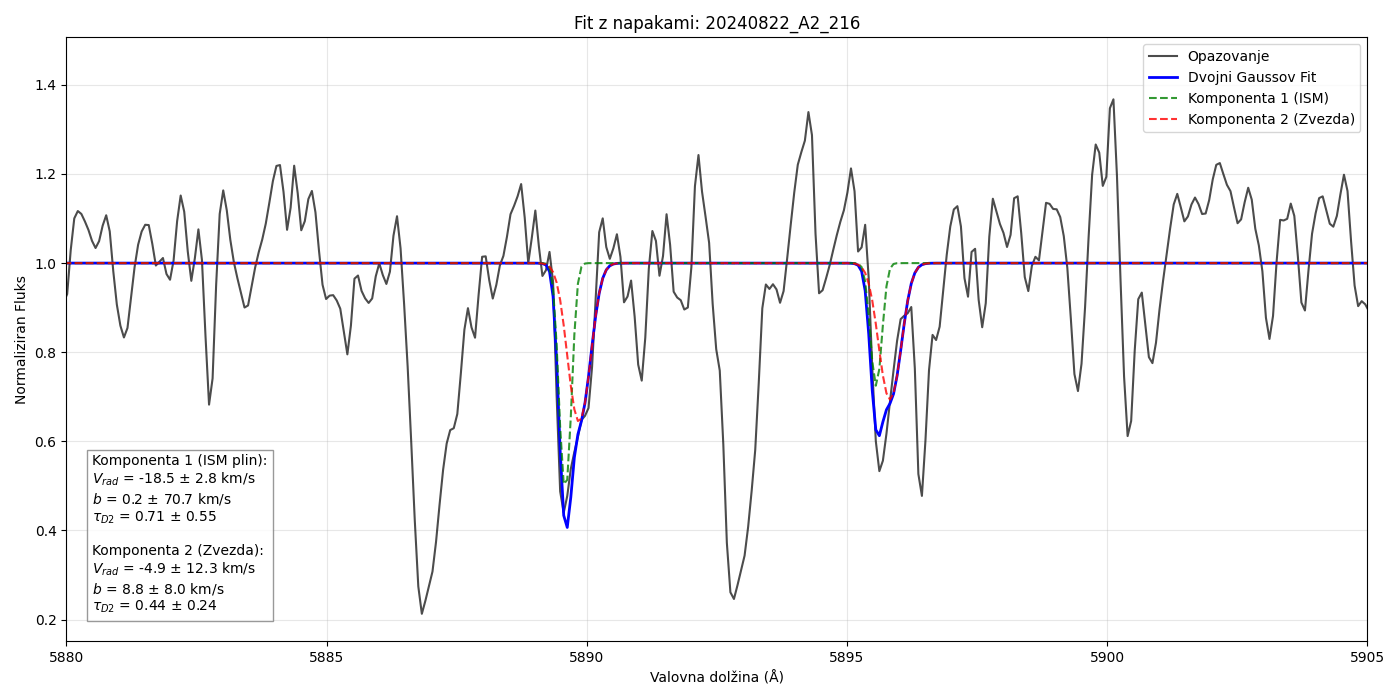 Fit z napakami: 20240822_A2_216
Normaliziran Fluks
1.4
1.2
1.0
0.8
0.6
0.4
0.2
Opazovanje
Dvojni Gaussov Fit
Komponenta 1 (ISM)
Komponenta 2 (Zvezda)
Komponenta 1 (ISM plin):
V_rad = -18.5 ± 2.8 km/s
b = 0.2 ± 70.7 km/s
τ_D2 = 0.71 ± 0.55
Komponenta 2 (Zvezda):
V_rad = -4.9 ± 12.3 km/s
b = 8.8 ± 8.0 km/s
τ_D2 = 0.44 ± 0.24
5880 5885 5890 5895 5900 5905
Valovna dolžina (Å)